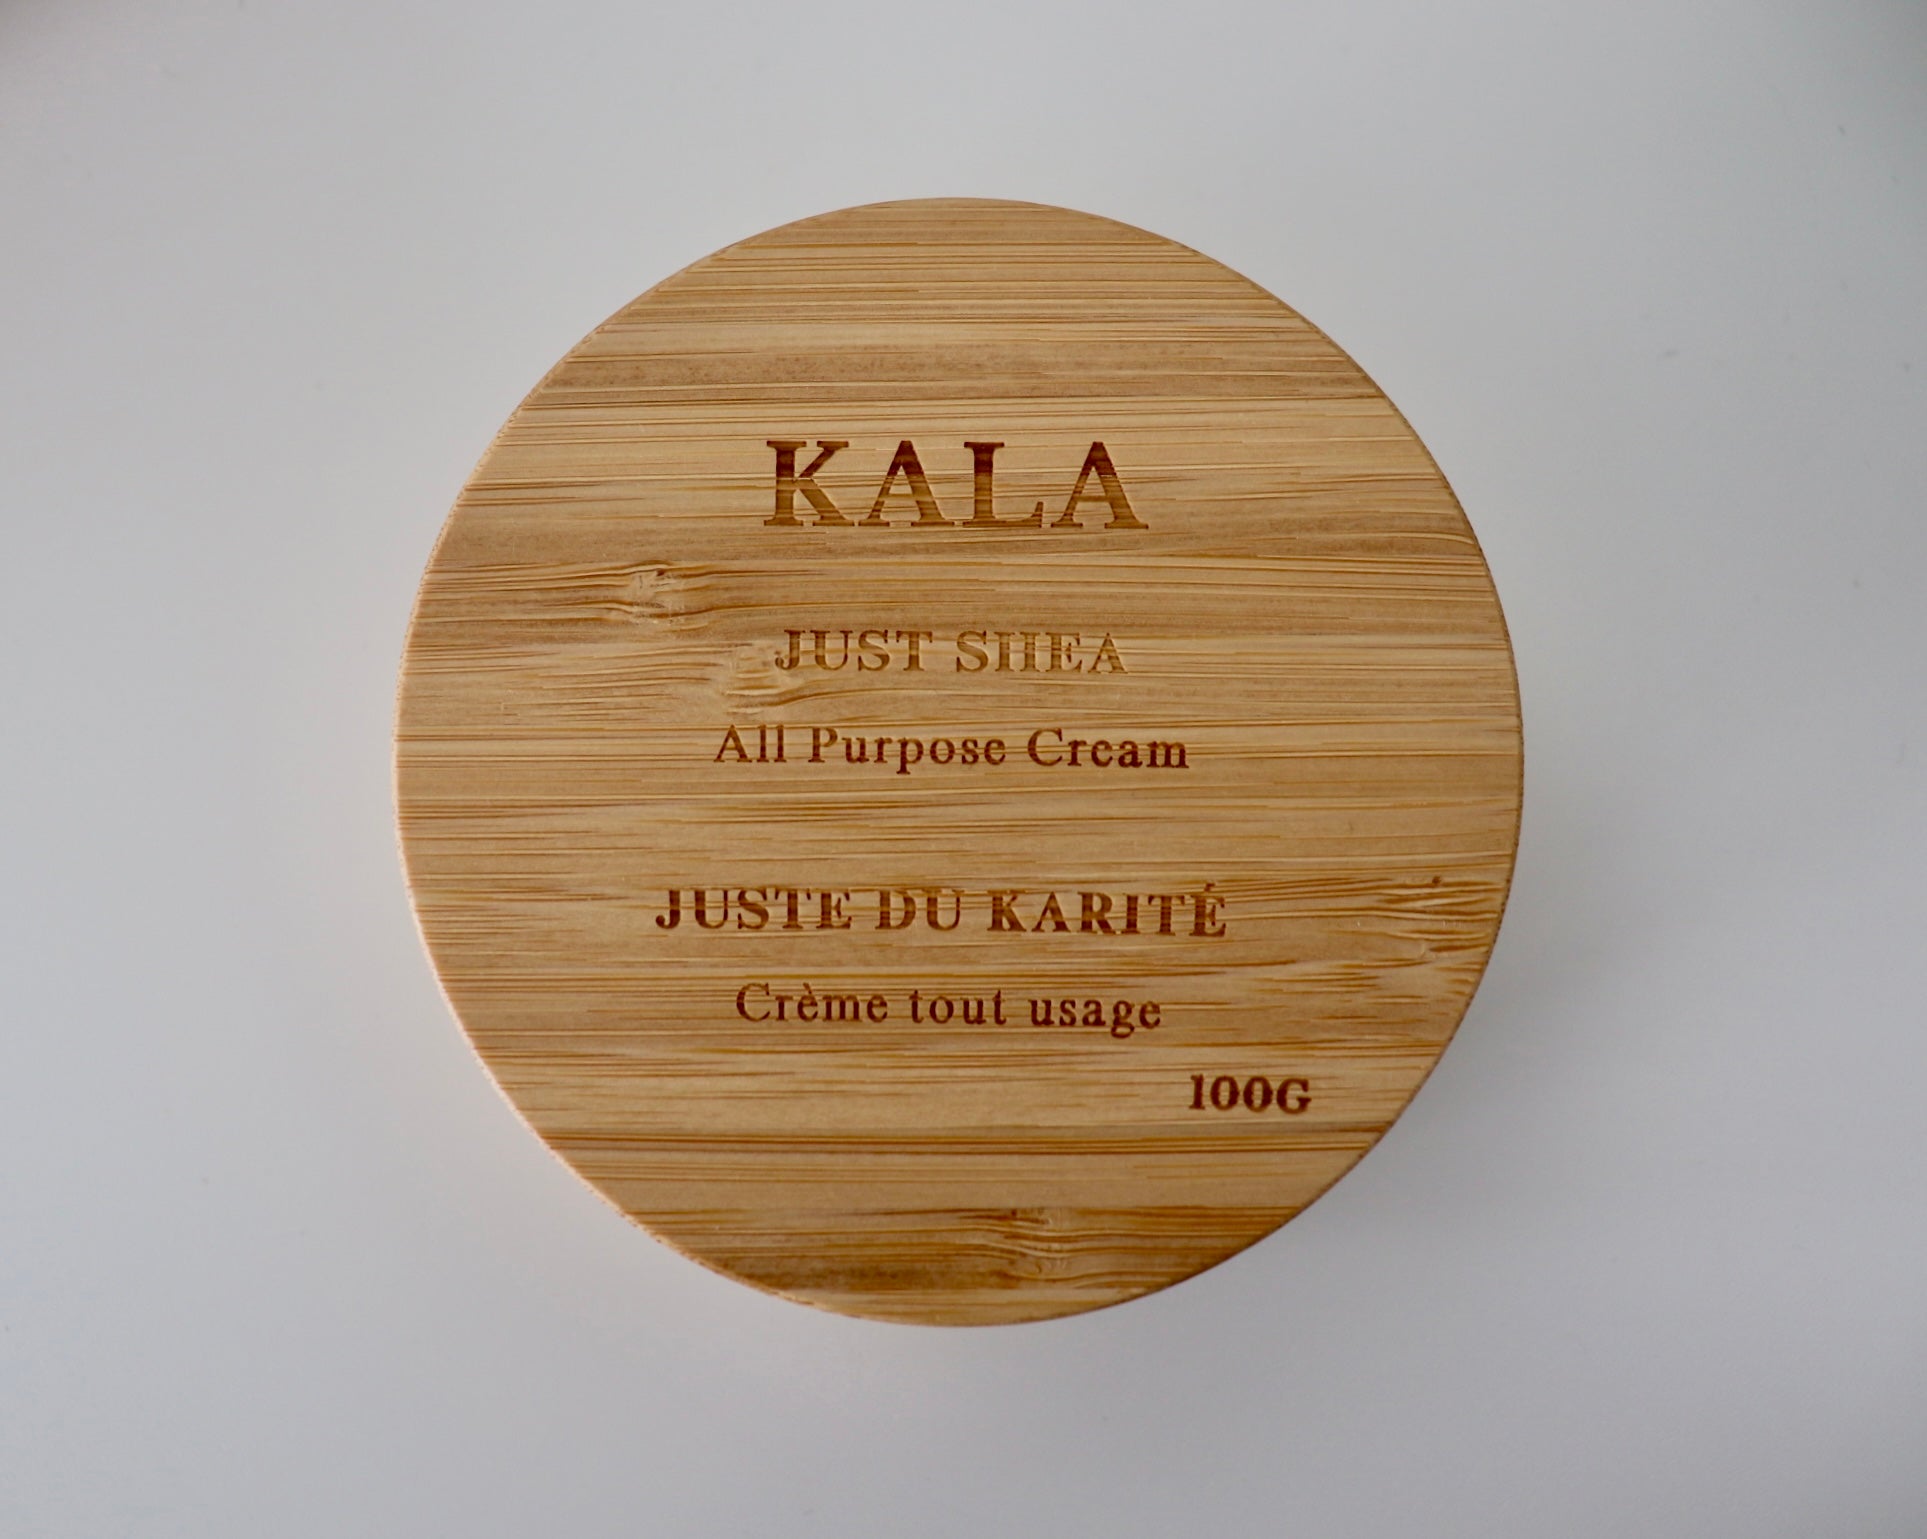 KALA
JUST SHEA
All Purpose Cream
JUSTE DU KARITÉ
Crème tout usage
100G